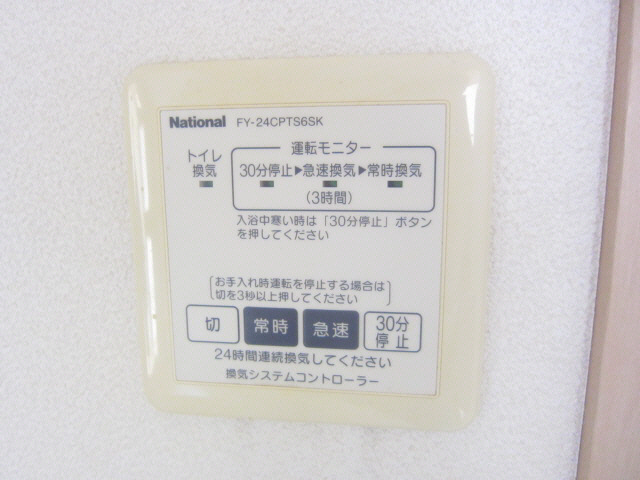 National FY-24CPTS6SK
運転モニター
トイレ
換気
30分停止▶急速換気▶常時換気
(3時間)
入浴中寒い時は「30分停止」ボタン
を押してください
お手入れ時運転を停止する場合は
切を3秒以上押してください
切
常時
急速
30分
停止
24時間連続換気してください
換気システムコントローラー